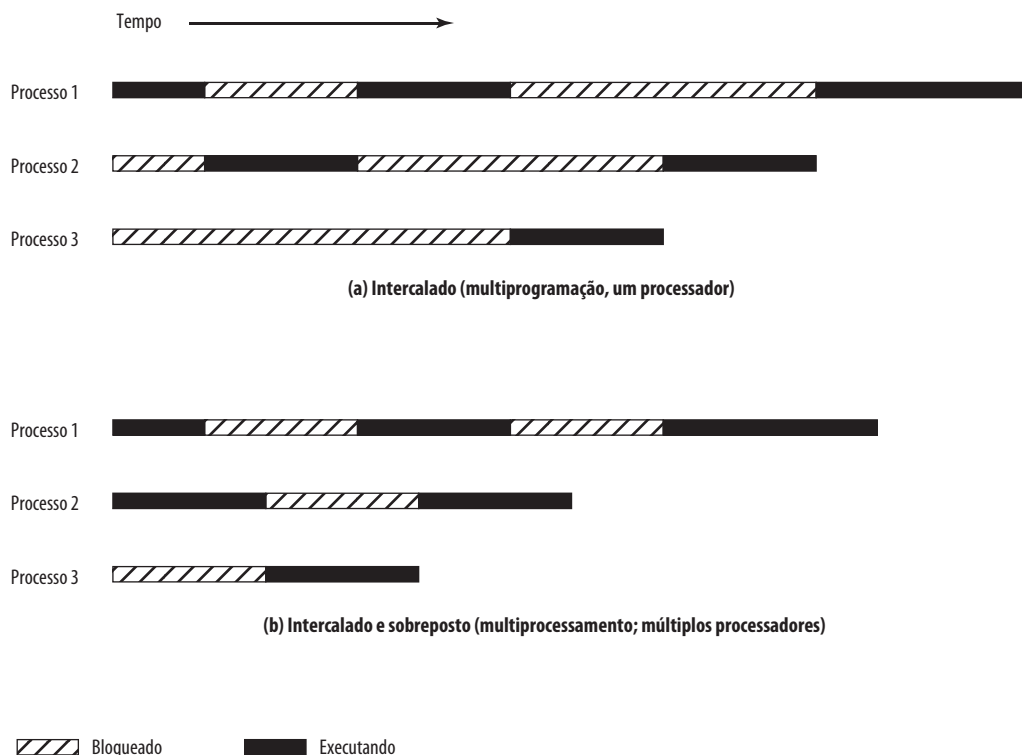 Tempo
Processo 1
Processo 2
Processo 3
(a) Intercalado (multiprogramação, um processador)
Processo 1
Processo 2
Processo 3
(b) Intercalado e sobreposto (multiprocessamento; múltiplos processadores)
Bloqueado Executando